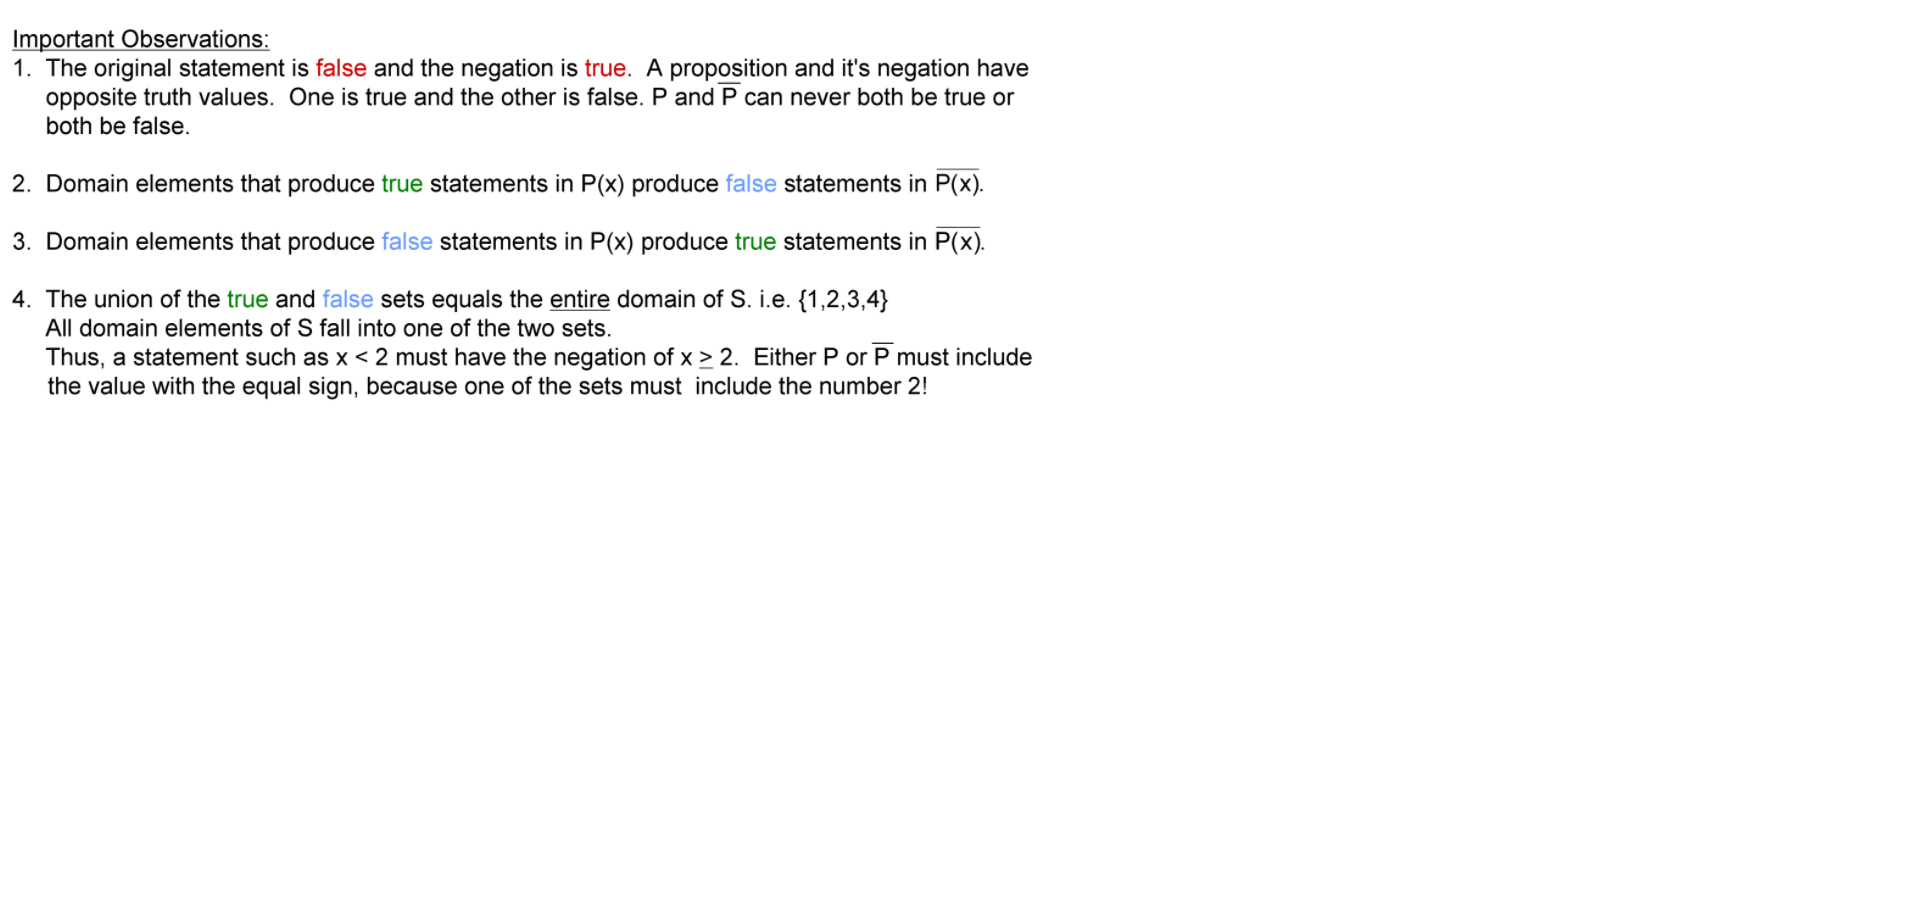 Important Observations:
1. The original statement is false and the negation is true. A proposition and it's negation have
opposite truth values. One is true and the other is false. P and P̅ can never both be true or
both be false.
2. Domain elements that produce true statements in P(x) produce false statements in P̅(̅x̅)̅.
3. Domain elements that produce false statements in P(x) produce true statements in P̅(̅x̅)̅.
4. The union of the true and false sets equals the entire domain of S. i.e. {1,2,3,4}
All domain elements of S fall into one of the two sets.
Thus, a statement such as x < 2 must have the negation of x ≥ 2. Either P or P̅ must include
the value with the equal sign, because one of the sets must include the number 2!